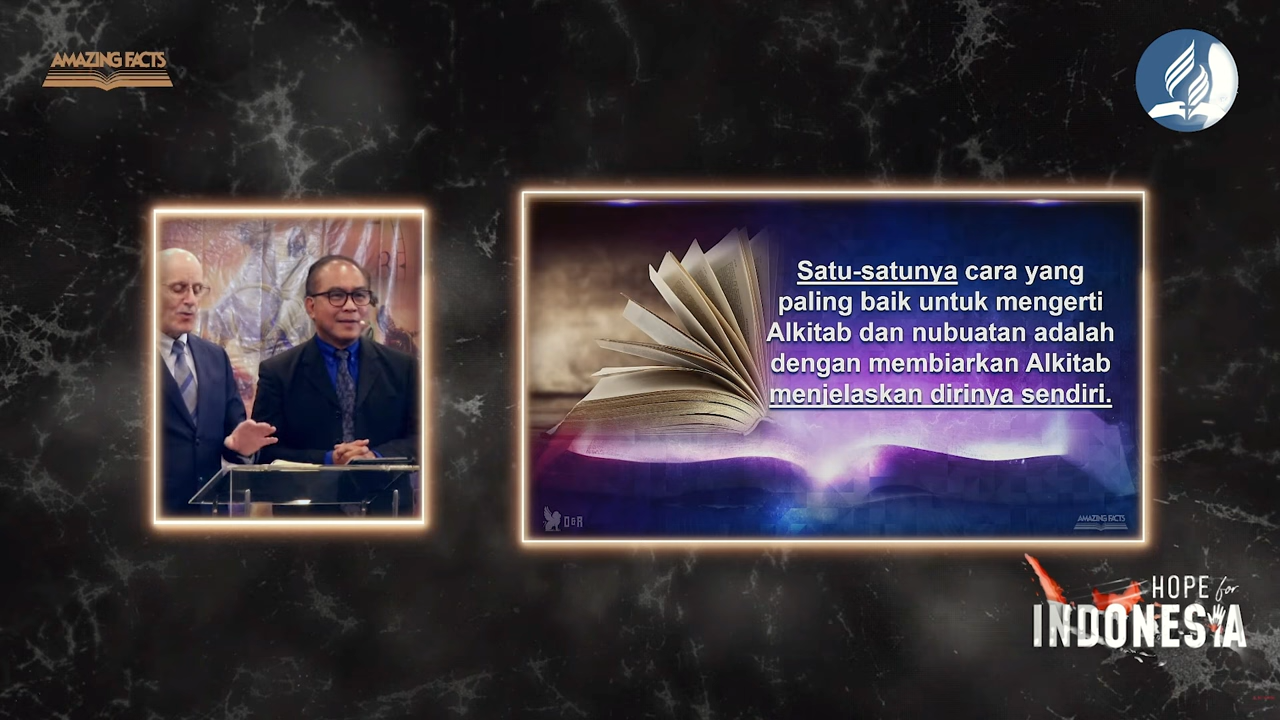 AMAZING FACTS
Satu-satunya cara yang
paling baik untuk mengerti
Alkitab dan nubuatan adalah
dengan membiarkan Alkitab
menjelaskan dirinya sendiri.
D&R
AMAZING FACTS
HOPE for
INDONESIA